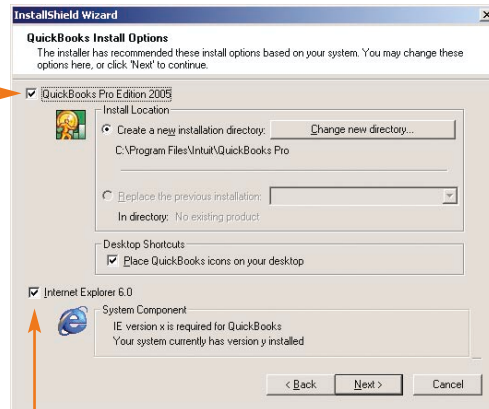 InstallShield Wizard
QuickBooks Install Options
The installer has recommended these install options based on your system. You may change these
options here, or click 'Next' to continue.
QuickBooks Pro Edition 2005
Install Location
Create a new installation directory: Change new directory...
C:\Program Files\Intuit\QuickBooks Pro
Replace the previous installation:
In directory: No existing product
Desktop Shortcuts
Place QuickBooks icons on your desktop
Internet Explorer 6.0
System Component
IE version x is required for QuickBooks
Your system currently has version y installed
< Back Next > Cancel